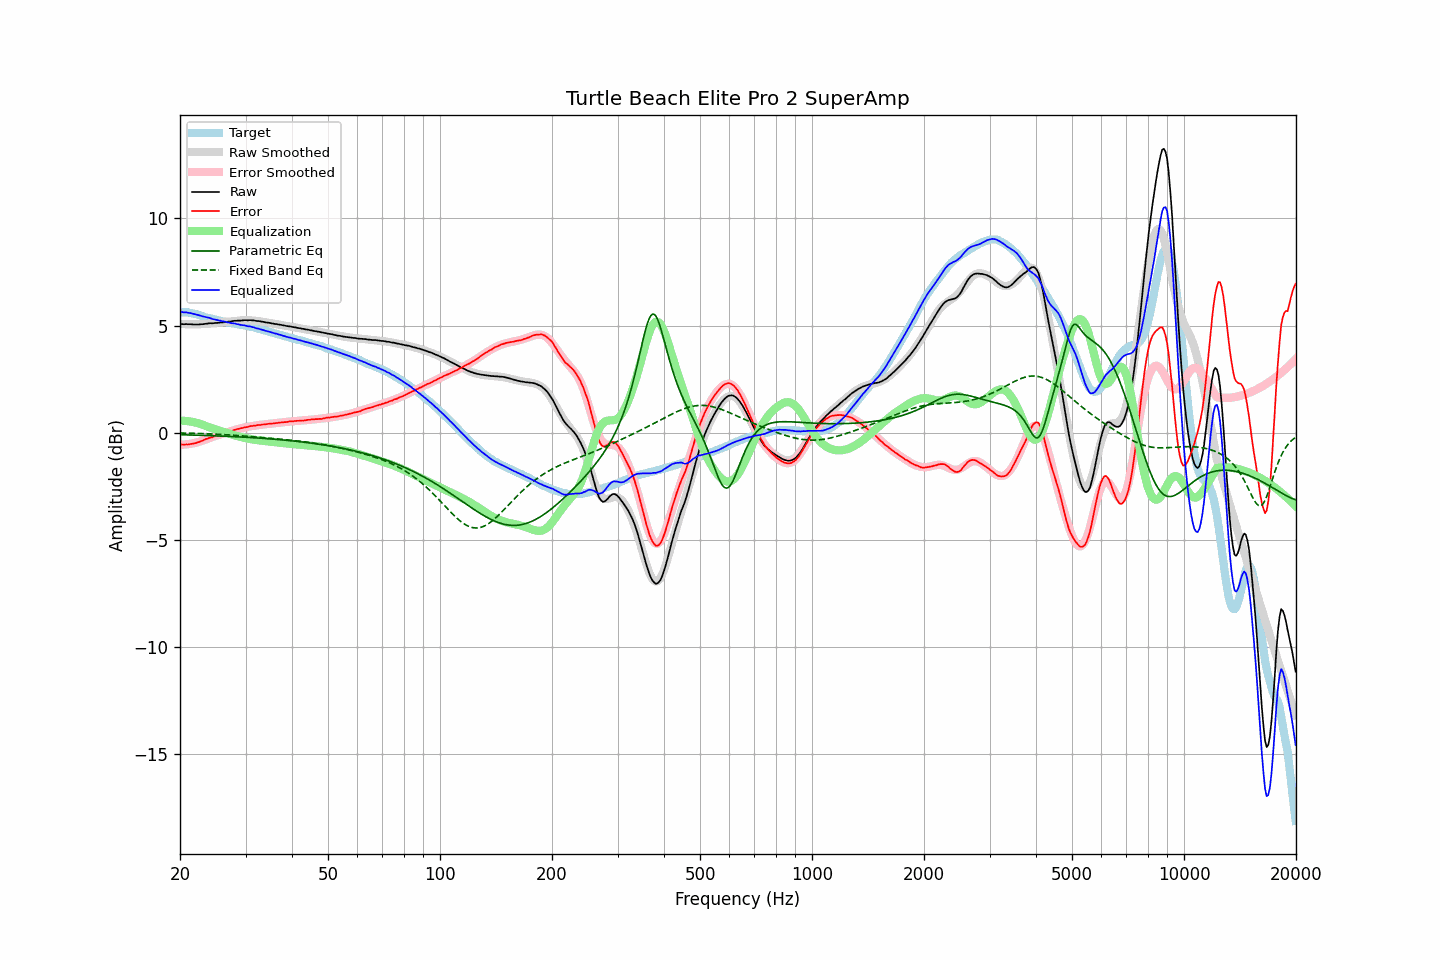 Turtle Beach Elite Pro 2 SuperAmp
Target
Raw Smoothed
Error Smoothed
Raw
Error
Equalization
Parametric Eq
Fixed Band Eq
Equalized
Amplitude (dBr)
10
5
0
−5
−10
−15
20
50
100
200
500
1000
2000
5000
10000
20000
Frequency (Hz)